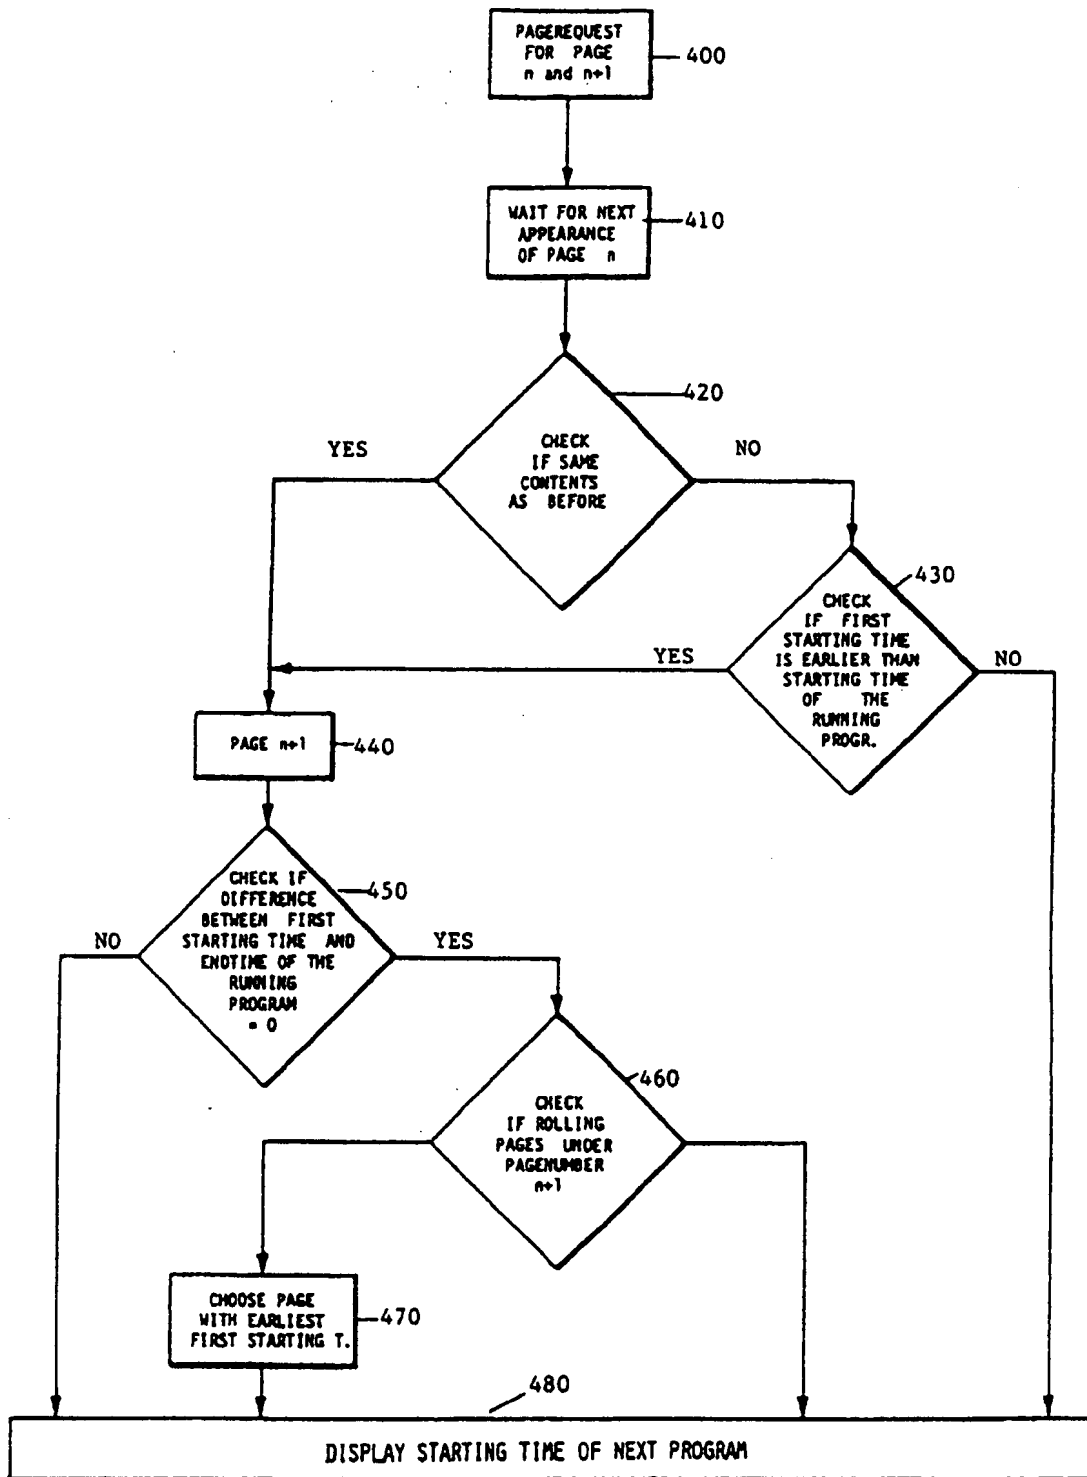 PAGEREQUEST
FOR PAGE
n and n+1
400
WAIT FOR NEXT
APPEARANCE
OF PAGE n
410
420
CHECK
IF SAME
CONTENTS
AS BEFORE
YES
NO
430
CHECK
IF FIRST
STARTING TIME
IS EARLIER THAN
STARTING TIME
OF THE
RUNNING
PROGR.
YES
NO
PAGE n+1
440
CHECK IF
DIFFERENCE
BETWEEN FIRST
STARTING TIME AND
ENDTIME OF THE
RUNNING
PROGRAM
= 0
450
NO
YES
460
CHECK
IF ROLLING
PAGES UNDER
PAGENUMBER
n+1
CHOOSE PAGE
WITH EARLIEST
FIRST STARTING T.
470
480
DISPLAY STARTING TIME OF NEXT PROGRAM